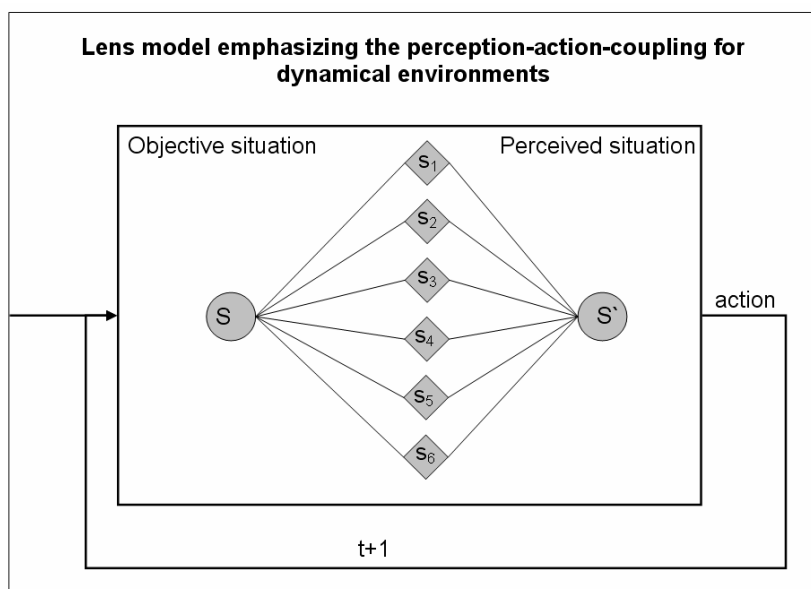 Lens model emphasizing the perception-action-coupling for
dynamical environments
Objective situation
Perceived situation
s₁
s₂
s₃
S
S`
action
s₄
s₅
s₆
t+1